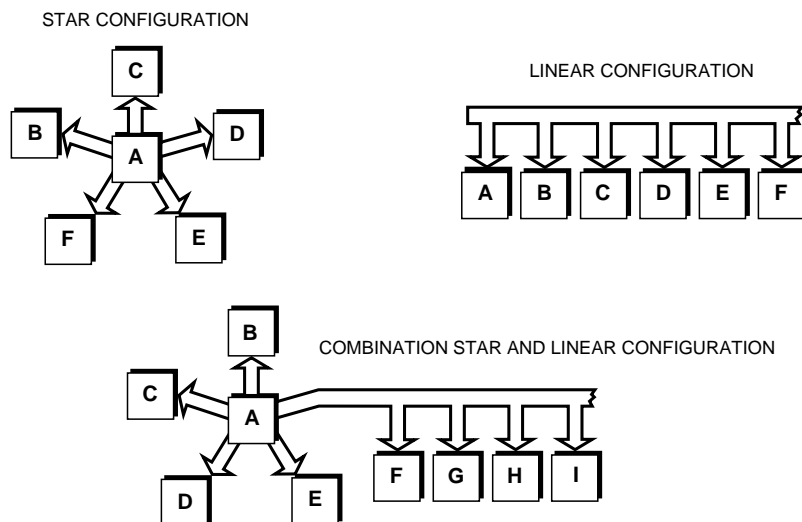 STAR CONFIGURATION
C
B
D
A
F
E
LINEAR CONFIGURATION
A B C D E F
COMBINATION STAR AND LINEAR CONFIGURATION
B
C
A
D
E
F G H I